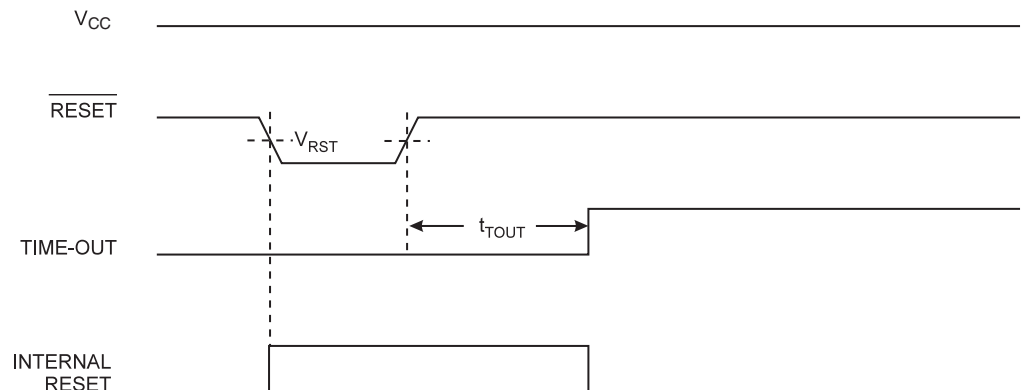 VCC
RESET
VRST
tTOUT
TIME-OUT
INTERNAL
RESET